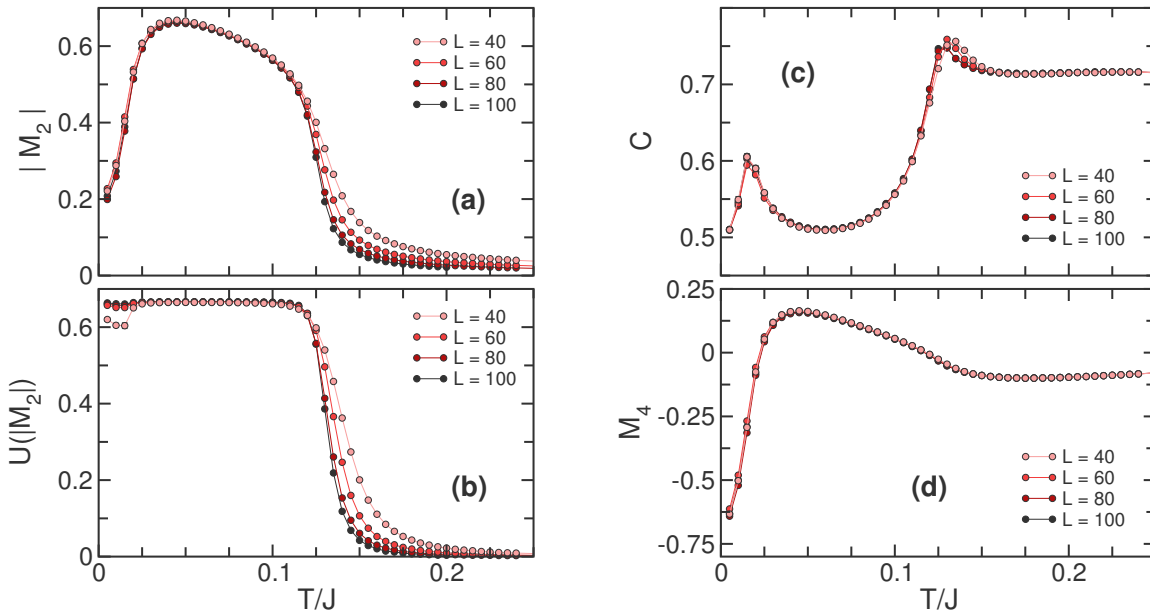 0.6
0.4
0.2
0
| M2 |
L = 40
L = 60
L = 80
L = 100
(a)
0.6
0.4
0.2
0
U(|M2|)
L = 40
L = 60
L = 80
L = 100
(b)
0
0.1
0.2
T/J
0.7
0.6
0.5
C
(c)
L = 40
L = 60
L = 80
L = 100
0.25
0
-0.25
-0.5
-0.75
M4
L = 40
L = 60
L = 80
L = 100
(d)
0
0.1
0.2
T/J